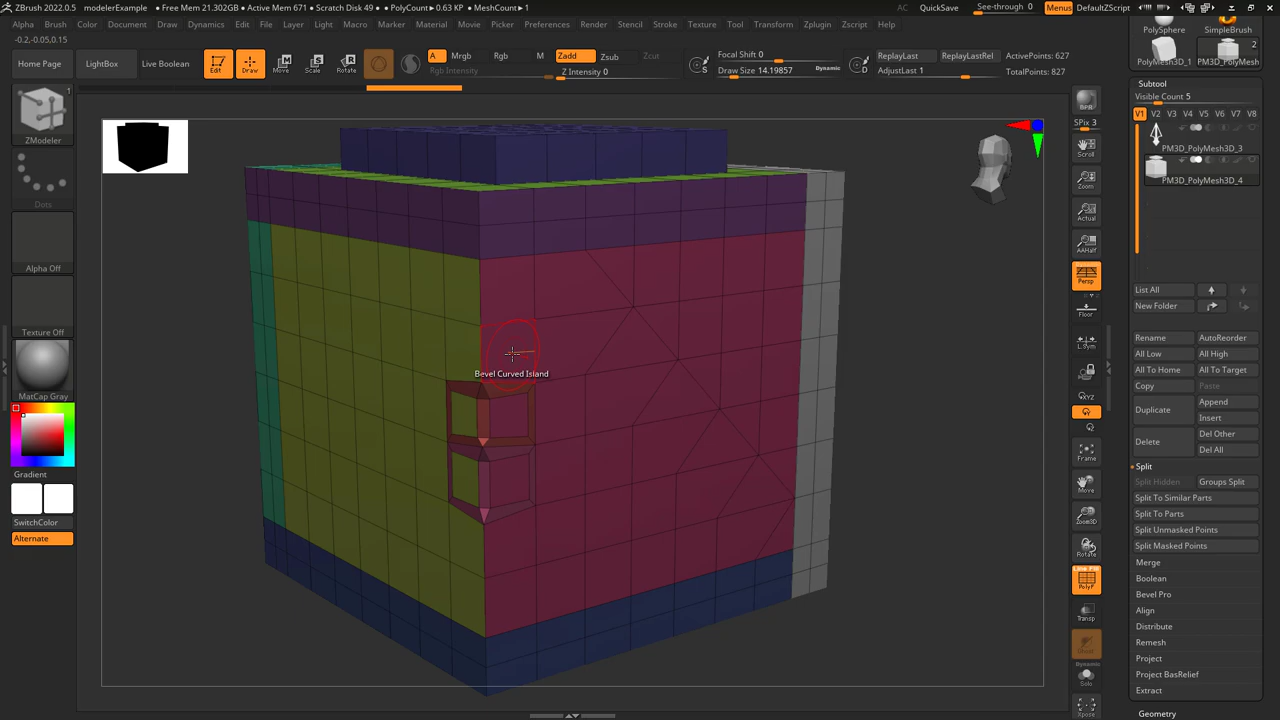 ZBrush 2022.0.5 modelerExample • Free Mem 21.302GB • Active Mem 671 • Scratch Disk 49 • PolyCount▸0.63 KP • MeshCount▸1 AC QuickSave See-through 0 Menus DefaultZScript
Alpha Brush Color Document Draw Dynamics Edit File Layer Light Macro Marker Material Movie Picker Preferences Render Stencil Stroke Texture Tool Transform Zplugin Zscript Help
-0.2,-0.05,0.15
Home Page LightBox Live Boolean Edit Draw Move Scale Rotate A Mrgb Rgb M Zadd Zsub Zcut Focal Shift 0 ReplayLast ReplayLastRel ActivePoints: 627
Rgb Intensity Z Intensity 0 Draw Size 14.19857 Dynamic AdjustLast 1 TotalPoints: 827
S D
PolySphere SimpleBrush
2
PolyMesh3D_1 PM3D_PolyMesh
1
ZModeler
Dots
Alpha Off
Texture Off
MatCap Gray
Gradient
SwitchColor
Alternate
Bevel Curved Island
BPR
SPix 3
Scroll
Zoom
Actual
AAHalf
Persp
Floor
L.Sym
XYZ
Y
Z
Frame
Move
Zoom3D
Rotate
Line Fill
PolyF
Transp
Ghost
Dynamic
Solo
Xpose
Subtool
Visible Count 5
V1 V2 V3 V4 V5 V6 V7 V8
PM3D_PolyMesh3D_3
PM3D_PolyMesh3D_4
List All
New Folder
Rename AutoReorder
All Low All High
All To Home All To Target
Copy Paste
Duplicate Append
Insert
Delete Del Other
Del All
Split
Split Hidden Groups Split
Split To Similar Parts
Split To Parts
Split Unmasked Points
Split Masked Points
Merge
Boolean
Bevel Pro
Align
Distribute
Remesh
Project
Project BasRelief
Extract
Geometry